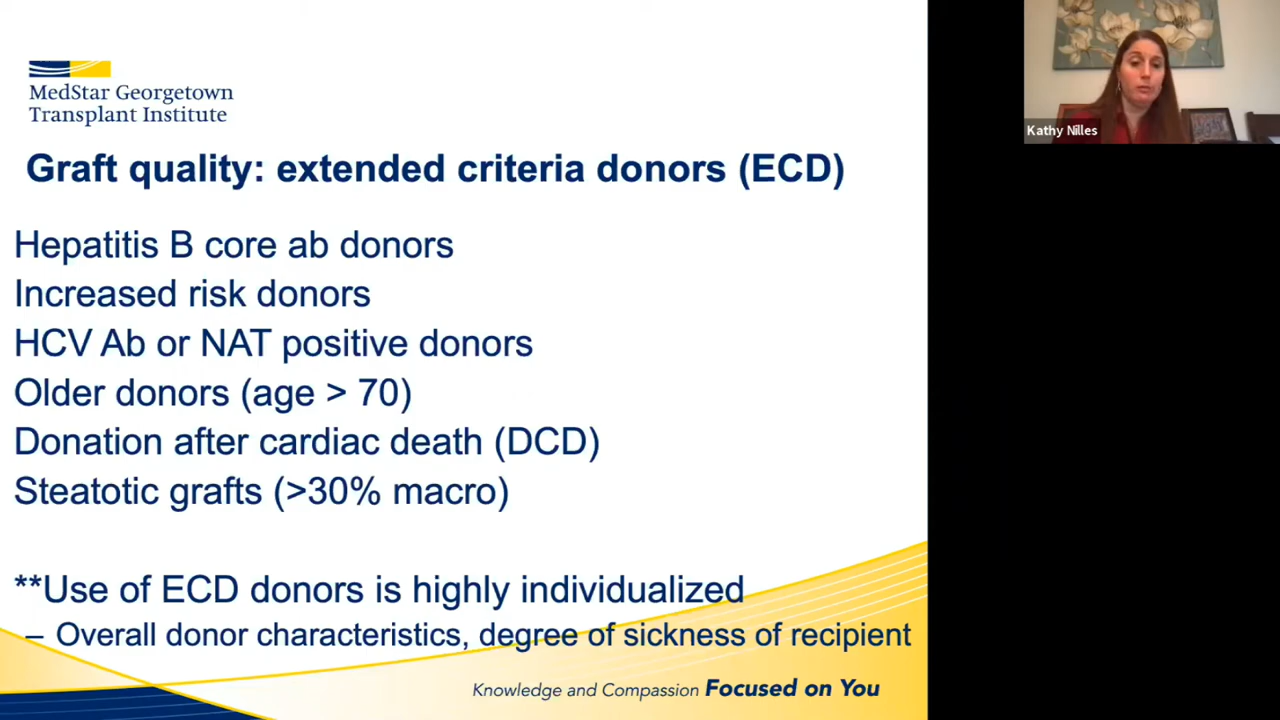 MedStar Georgetown
Transplant Institute
Kathy Nilles
Graft quality: extended criteria donors (ECD)
Hepatitis B core ab donors
Increased risk donors
HCV Ab or NAT positive donors
Older donors (age > 70)
Donation after cardiac death (DCD)
Steatotic grafts (>30% macro)
**Use of ECD donors is highly individualized
– Overall donor characteristics, degree of sickness of recipient
Knowledge and Compassion Focused on You